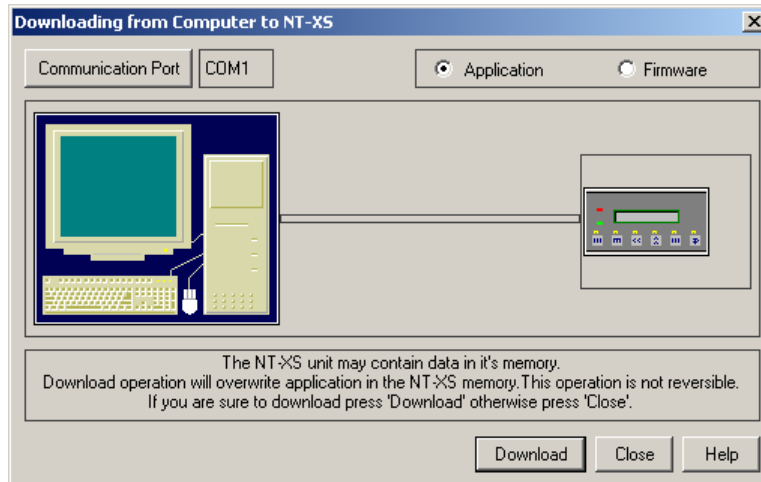 Downloading from Computer to NT-XS
Communication Port COM1 Application Firmware
The NT-XS unit may contain data in it's memory.
Download operation will overwrite application in the NT-XS memory.This operation is not reversible.
If you are sure to download press 'Download' otherwise press 'Close'.
Download Close Help